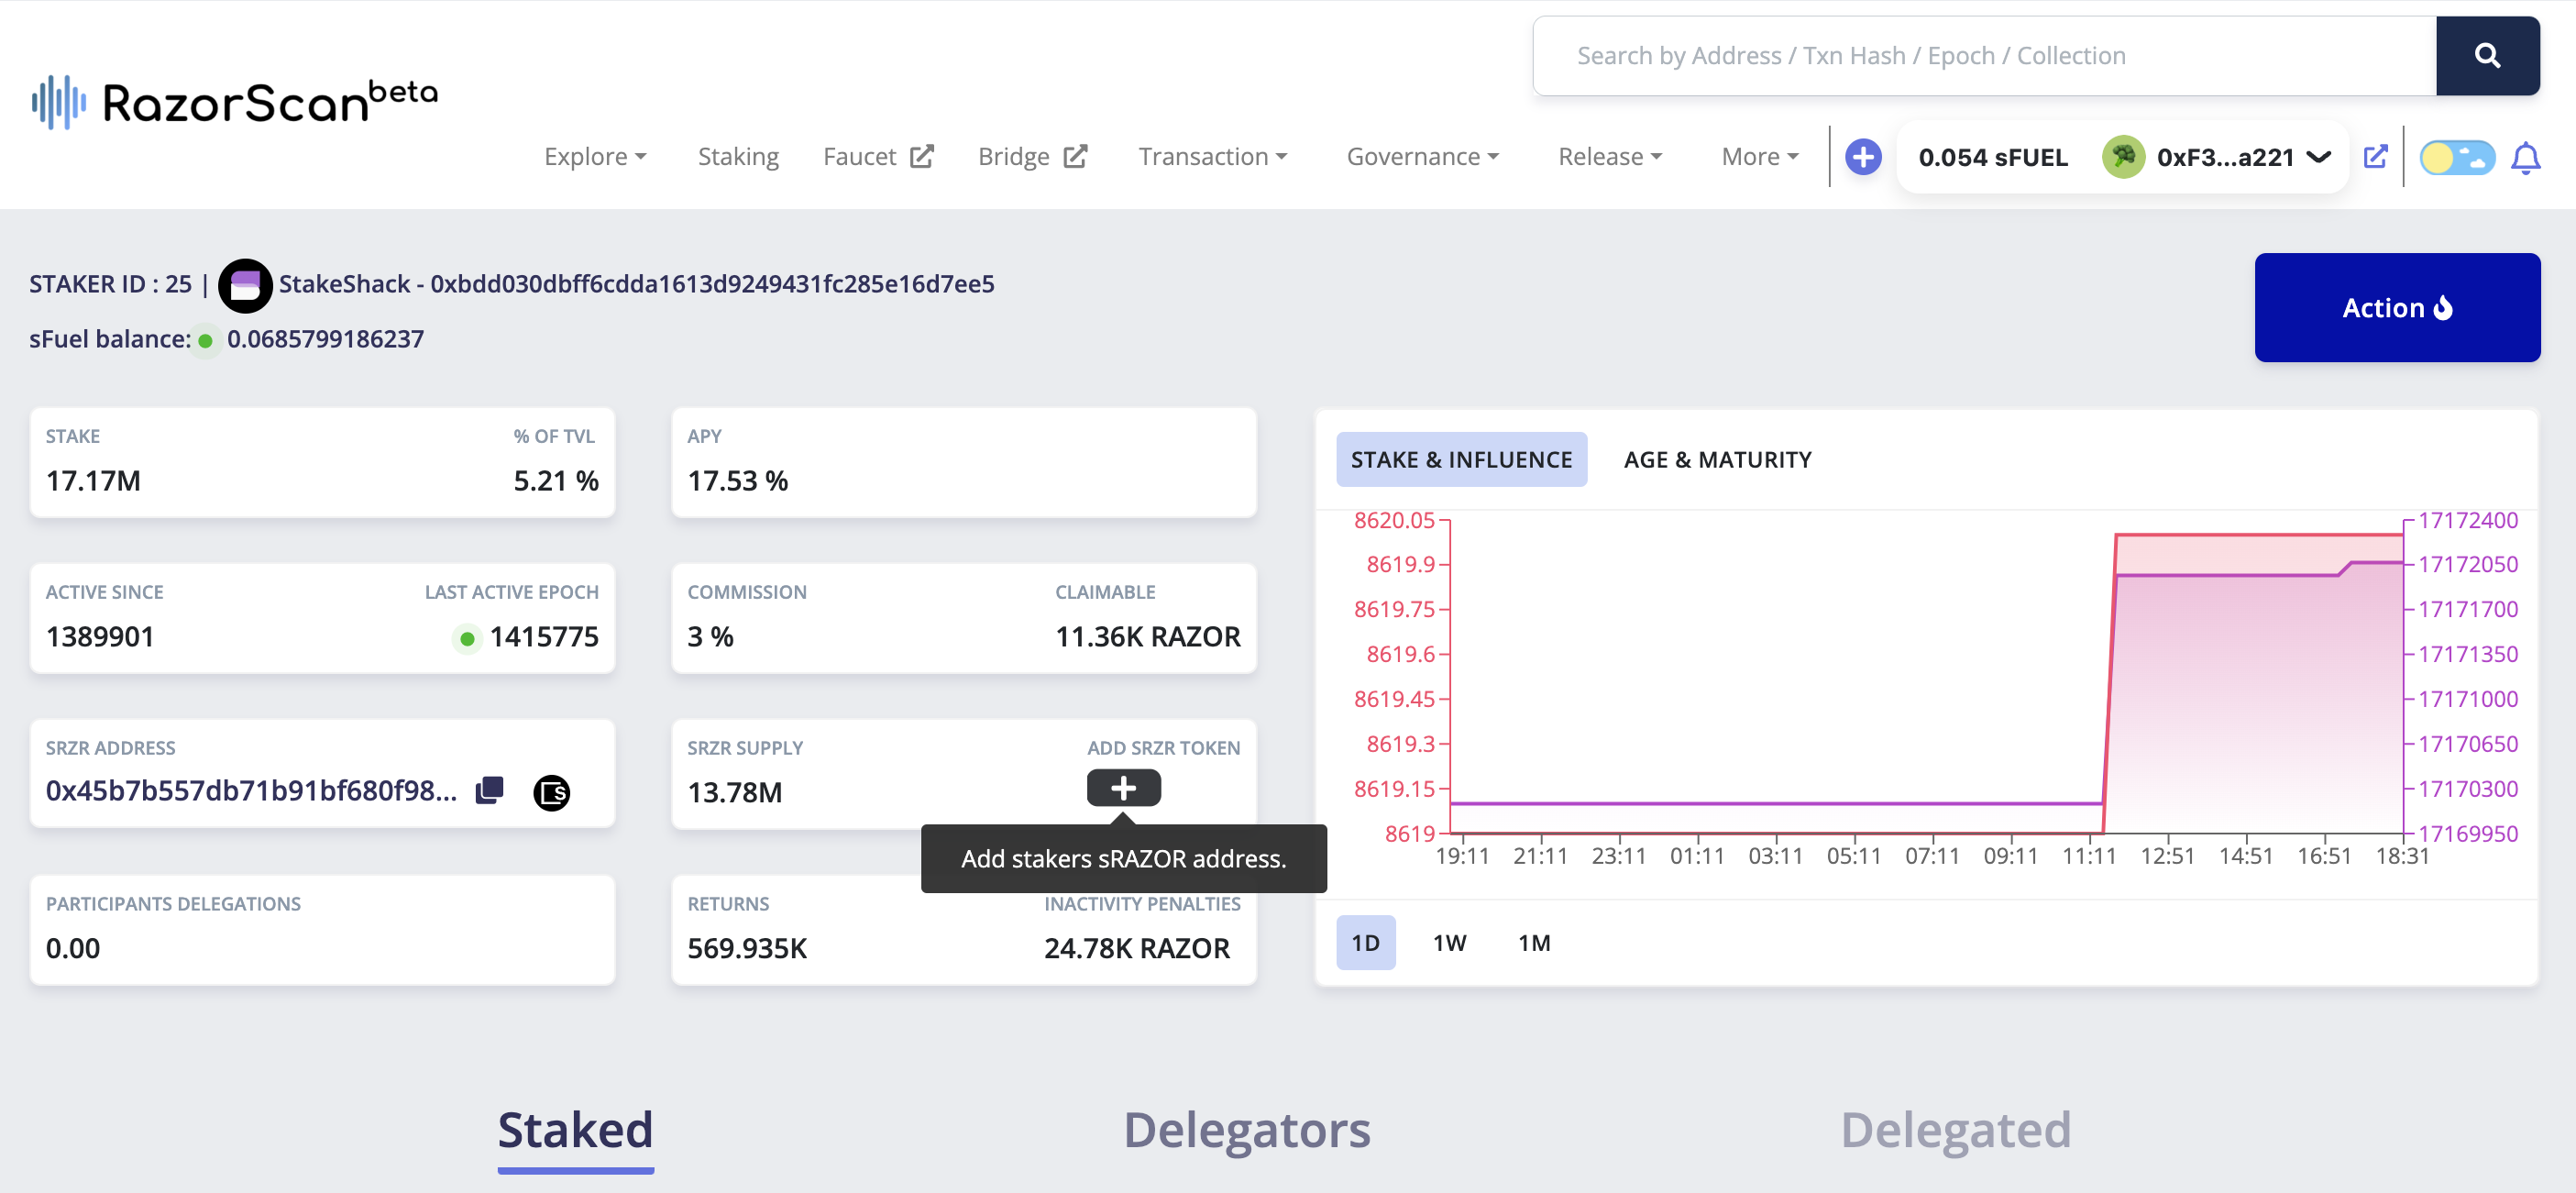 Search by Address / Txn Hash / Epoch / Collection
RazorScan beta
Explore Staking Faucet Bridge Transaction Governance Release More 0.054 sFUEL 0xF3...a221
STAKER ID : 25 | StakeShack - 0xbdd030dbff6cdda1613d9249431fc285e16d7ee5
sFuel balance: 0.0685799186237
Action
STAKE % OF TVL
17.17M 5.21 %
APY
17.53 %
ACTIVE SINCE LAST ACTIVE EPOCH
1389901 1415775
COMMISSION CLAIMABLE
3 % 11.36K RAZOR
SRZR ADDRESS
0x45b7b557db71b91bf680f98...
SRZR SUPPLY ADD SRZR TOKEN
13.78M
Add stakers sRAZOR address.
PARTICIPANTS DELEGATIONS
0.00
RETURNS INACTIVITY PENALTIES
569.935K 24.78K RAZOR
STAKE & INFLUENCE AGE & MATURITY
8620.05 17172400
8619.9 17172050
8619.75 17171700
8619.6 17171350
8619.45 17171000
8619.3 17170650
8619.15 17170300
8619 17169950
19:11 21:11 23:11 01:11 03:11 05:11 07:11 09:11 11:11 12:51 14:51 16:51 18:31
1D 1W 1M
Staked Delegators Delegated